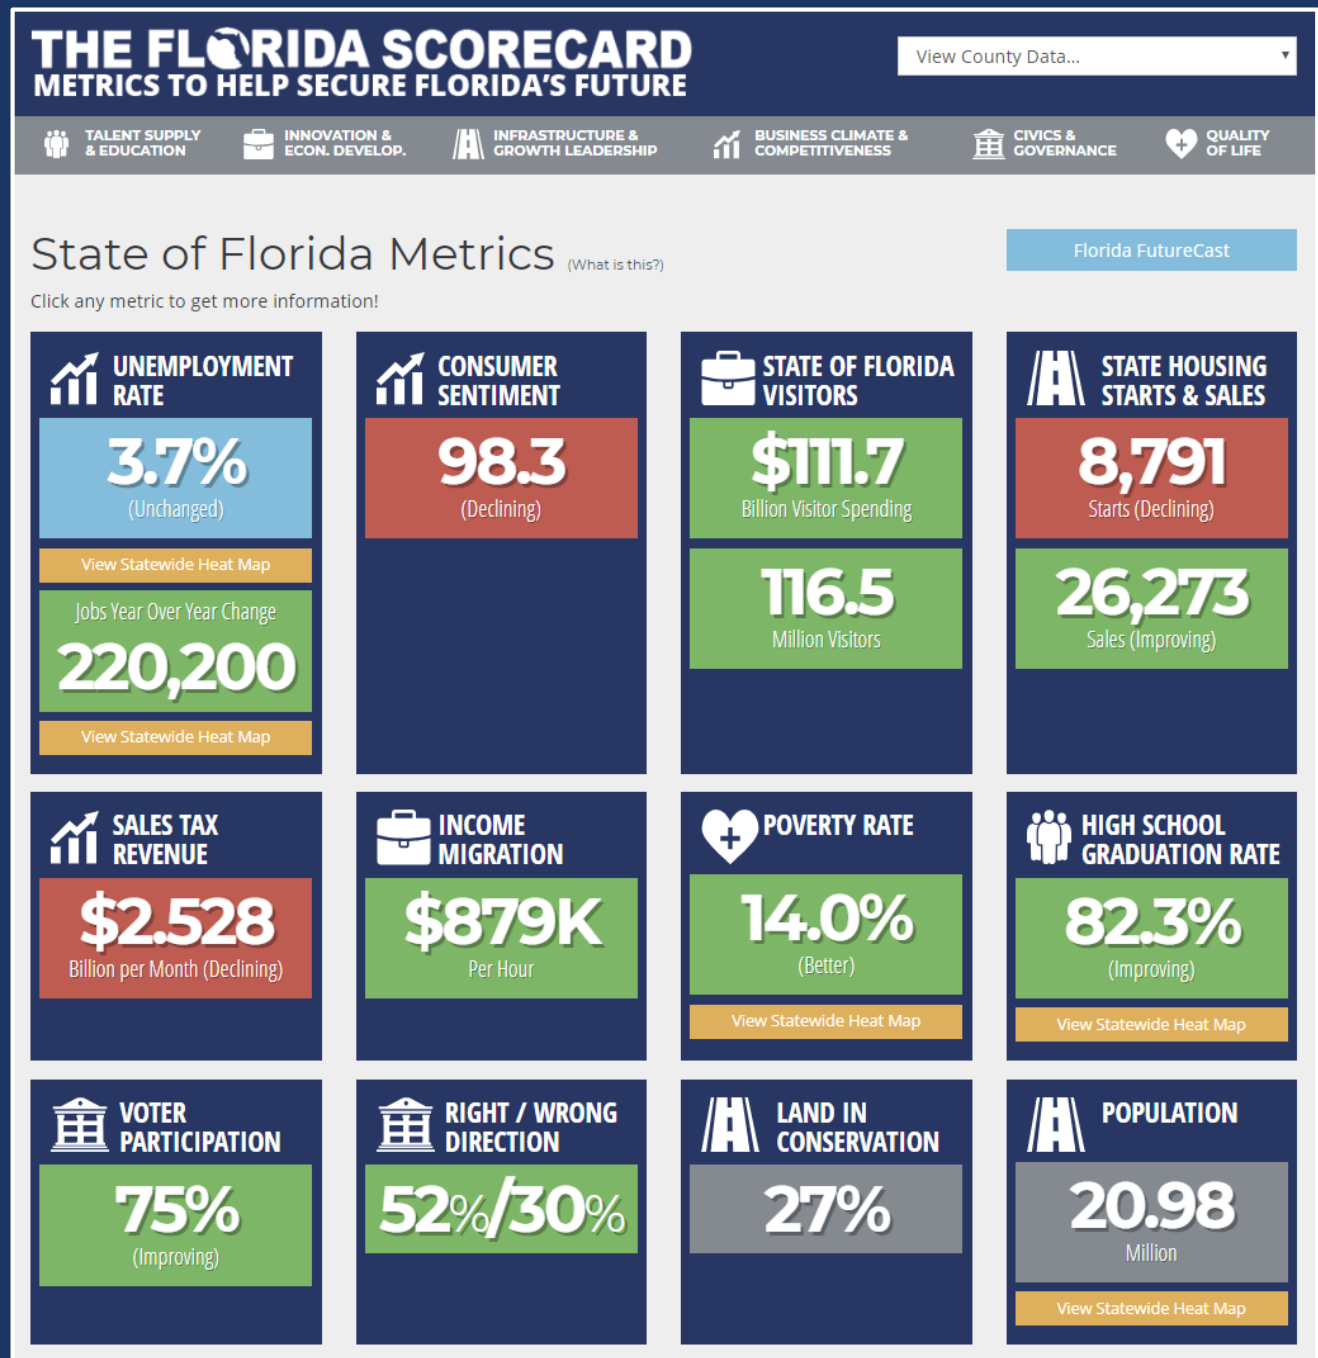 THE FLORIDA SCORECARD
METRICS TO HELP SECURE FLORIDA'S FUTURE
View County Data...
TALENT SUPPLY
& EDUCATION
INNOVATION &
ECON. DEVELOP.
INFRASTRUCTURE &
GROWTH LEADERSHIP
BUSINESS CLIMATE &
COMPETITIVENESS
CIVICS &
GOVERNANCE
QUALITY
OF LIFE
State of Florida Metrics (What is this?)
Florida FutureCast
Click any metric to get more information!
UNEMPLOYMENT
RATE
3.7%
(Unchanged)
View Statewide Heat Map
Jobs Year Over Year Change
220,200
View Statewide Heat Map
CONSUMER
SENTIMENT
98.3
(Declining)
STATE OF FLORIDA
VISITORS
$111.7
Billion Visitor Spending
116.5
Million Visitors
STATE HOUSING
STARTS & SALES
8,791
Starts (Declining)
26,273
Sales (Improving)
SALES TAX
REVENUE
$2.528
Billion per Month (Declining)
INCOME
MIGRATION
$879K
Per Hour
POVERTY RATE
14.0%
(Better)
View Statewide Heat Map
HIGH SCHOOL
GRADUATION RATE
82.3%
(Improving)
View Statewide Heat Map
VOTER
PARTICIPATION
75%
(Improving)
RIGHT / WRONG
DIRECTION
52%/30%
LAND IN
CONSERVATION
27%
POPULATION
20.98
Million
View Statewide Heat Map